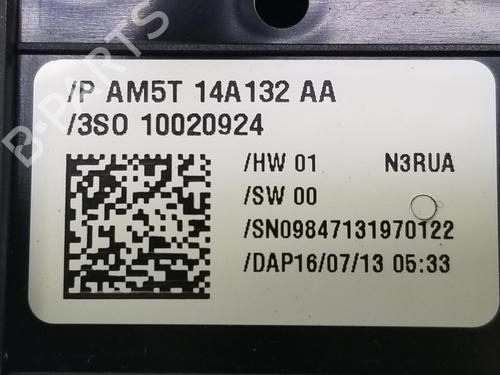 /P AM5T 14A132 AA
/3S0 10020924
/HW 01 N3RUA
/SW 00
/SN09847131970122
/DAP16/07/13 05:33
B-PARTS